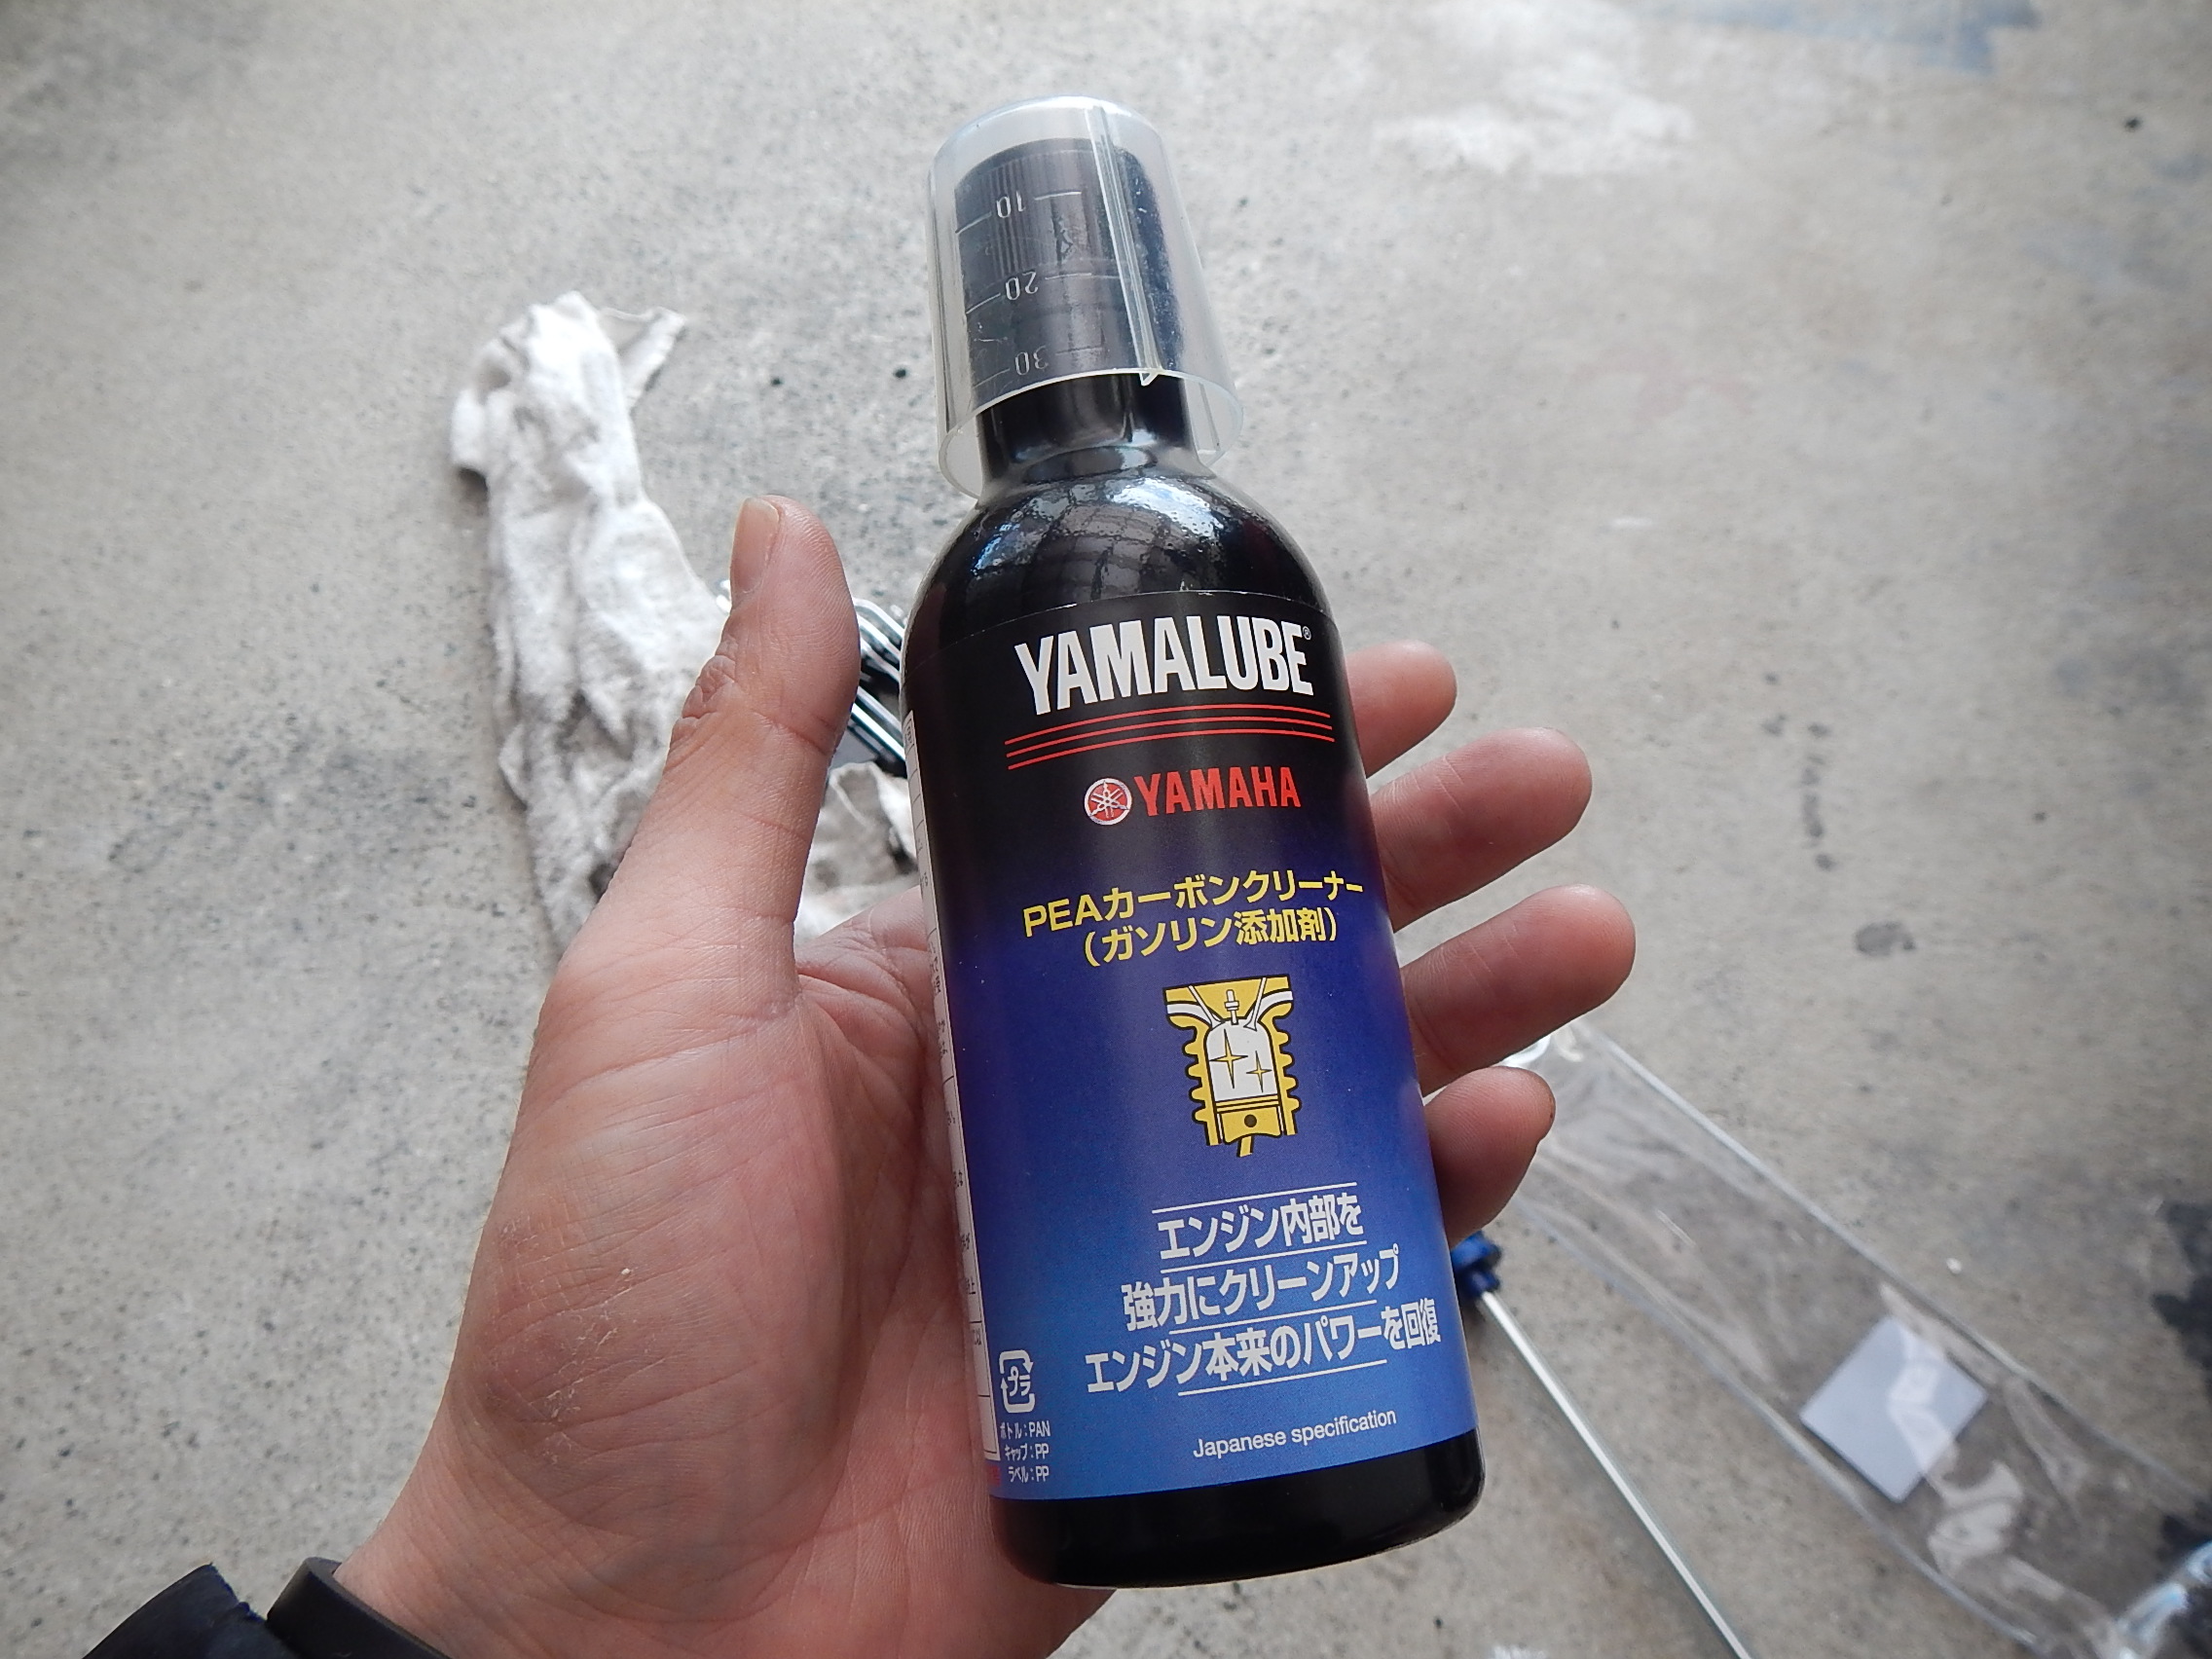 10
20
30
YAMALUBE®
YAMAHA
PEAカーボンクリーナー
(ガソリン添加剤)
エンジン内部を
強力にクリーンアップ
エンジン本来のパワーを回復
プラ
ボトル:PAN
キャップ:PP
ラベル:PP
Japanese specification